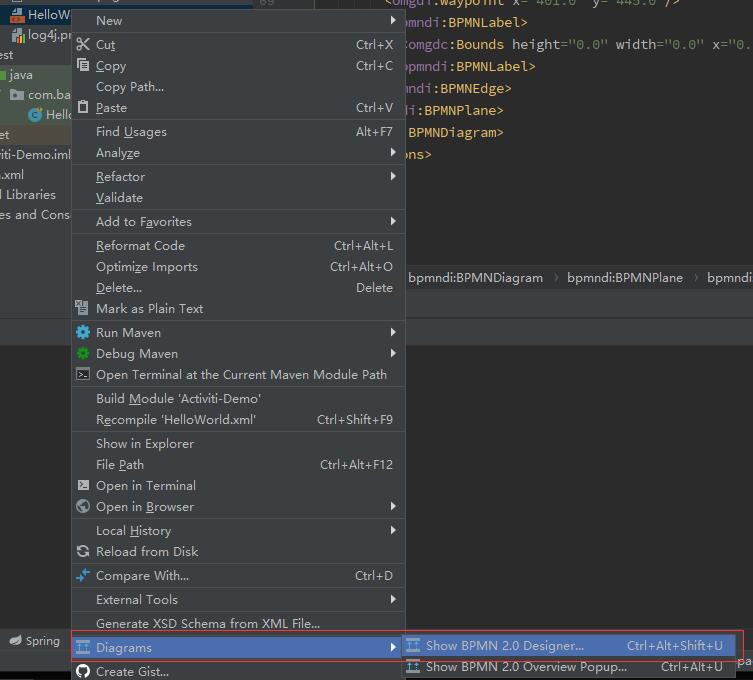 HelloW
log4j.pr
est
java
com.ba
Hello
et
viti-Demo.iml
.xml
l Libraries
es and Cons
69
<omgdi:waypoint x="401.0" y="445.0"/>
pmndi:BPMNLabel>
<omgdc:Bounds height="0.0" width="0.0" x="0.
bpmndi:BPMNLabel>
mndi:BPMNEdge>
di:BPMNPlane>
BPMNDiagram>
ons>
bpmndi:BPMNDiagram
bpmndi:BPMNPlane
bpmndi
New
Cut Ctrl+X
Copy Ctrl+C
Copy Path...
Paste Ctrl+V
Find Usages Alt+F7
Analyze
Refactor
Validate
Add to Favorites
Reformat Code Ctrl+Alt+L
Optimize Imports Ctrl+Alt+O
Delete... Delete
Mark as Plain Text
Run Maven
Debug Maven
Open Terminal at the Current Maven Module Path
Build Module 'Activiti-Demo'
Recompile 'HelloWorld.xml' Ctrl+Shift+F9
Show in Explorer
File Path Ctrl+Alt+F12
Open in Terminal
Open in Browser
Local History
Reload from Disk
Compare With... Ctrl+D
External Tools
Generate XSD Schema from XML File...
Diagrams
Create Gist...
Show BPMN 2.0 Designer... Ctrl+Alt+Shift+U
Show BPMN 2.0 Overview Popup... Ctrl+Alt+U
Spring
pa